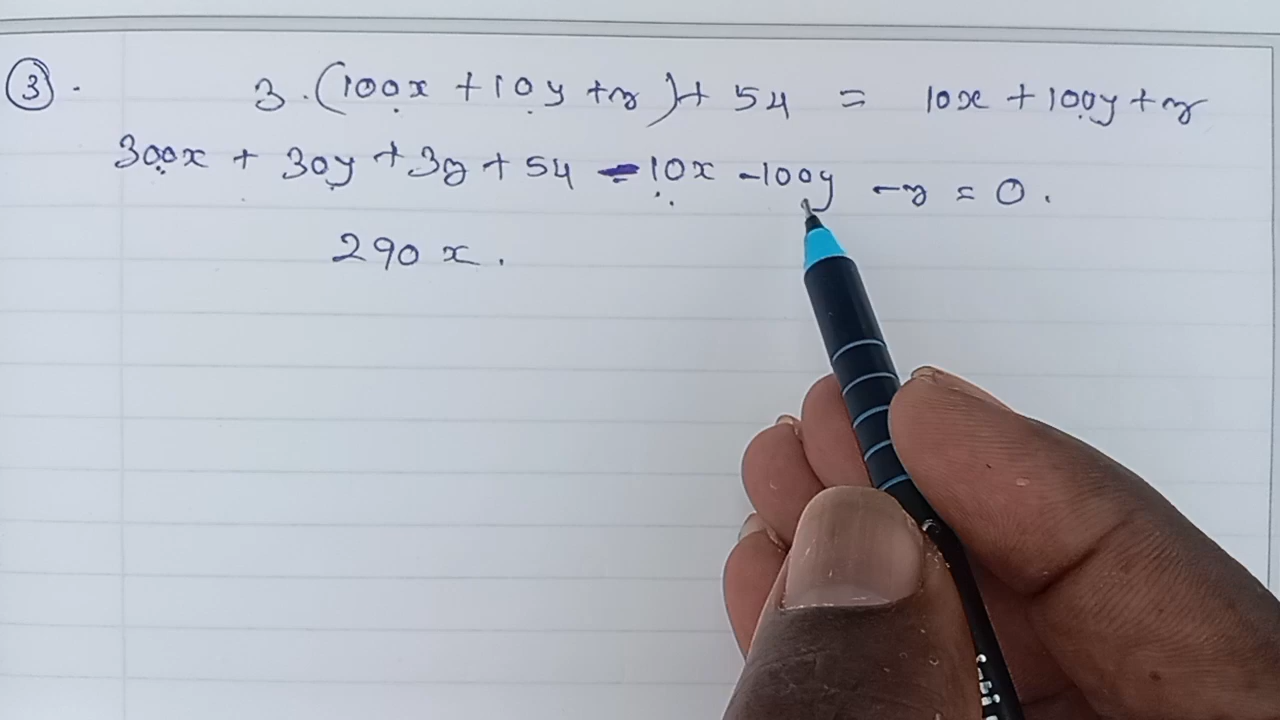 ③. 3.(100x + 10y + z) + 54 = 10x + 100y + z
300x + 30y + 3z + 54 - 10x - 100y - z = 0.
290x.